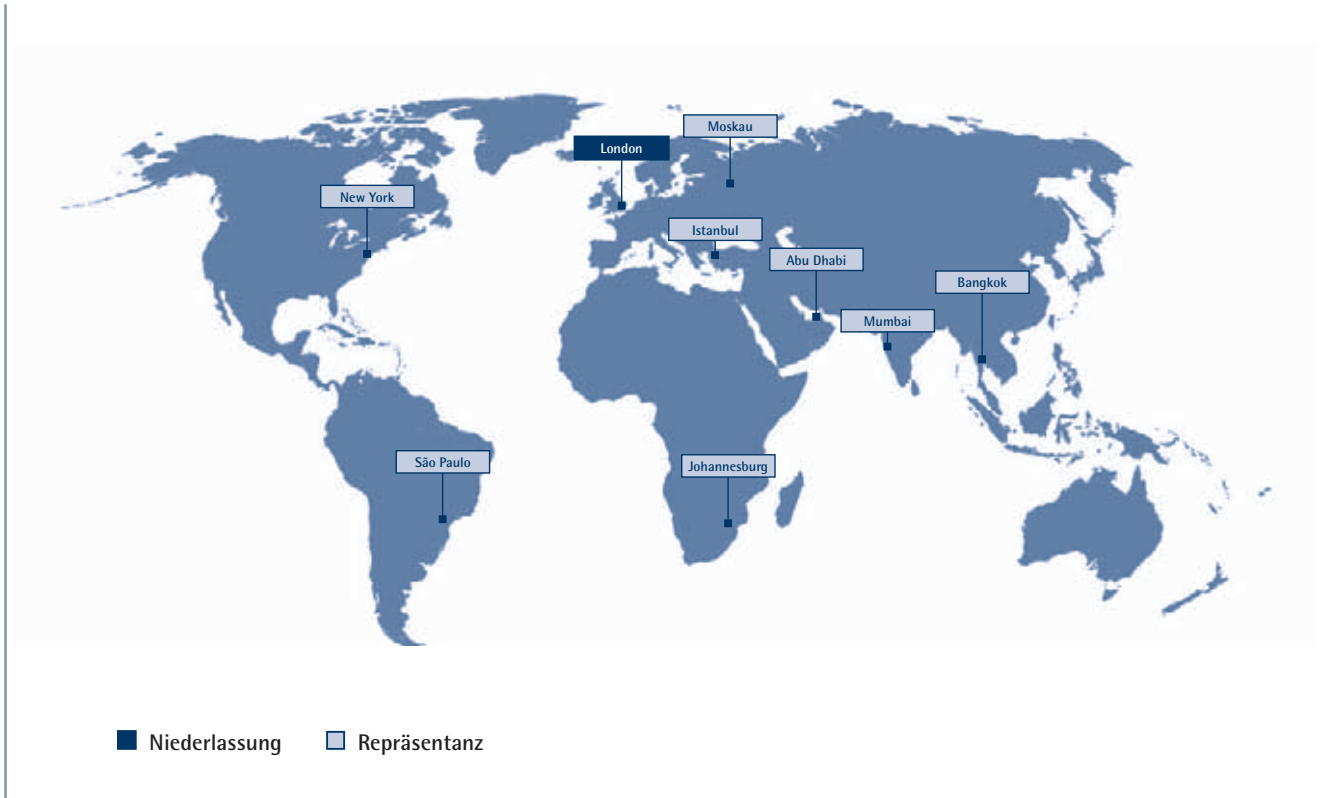 Moskau
London
New York
Istanbul
Abu Dhabi
Bangkok
Mumbai
São Paulo
Johannesburg
Niederlassung
Repräsentanz